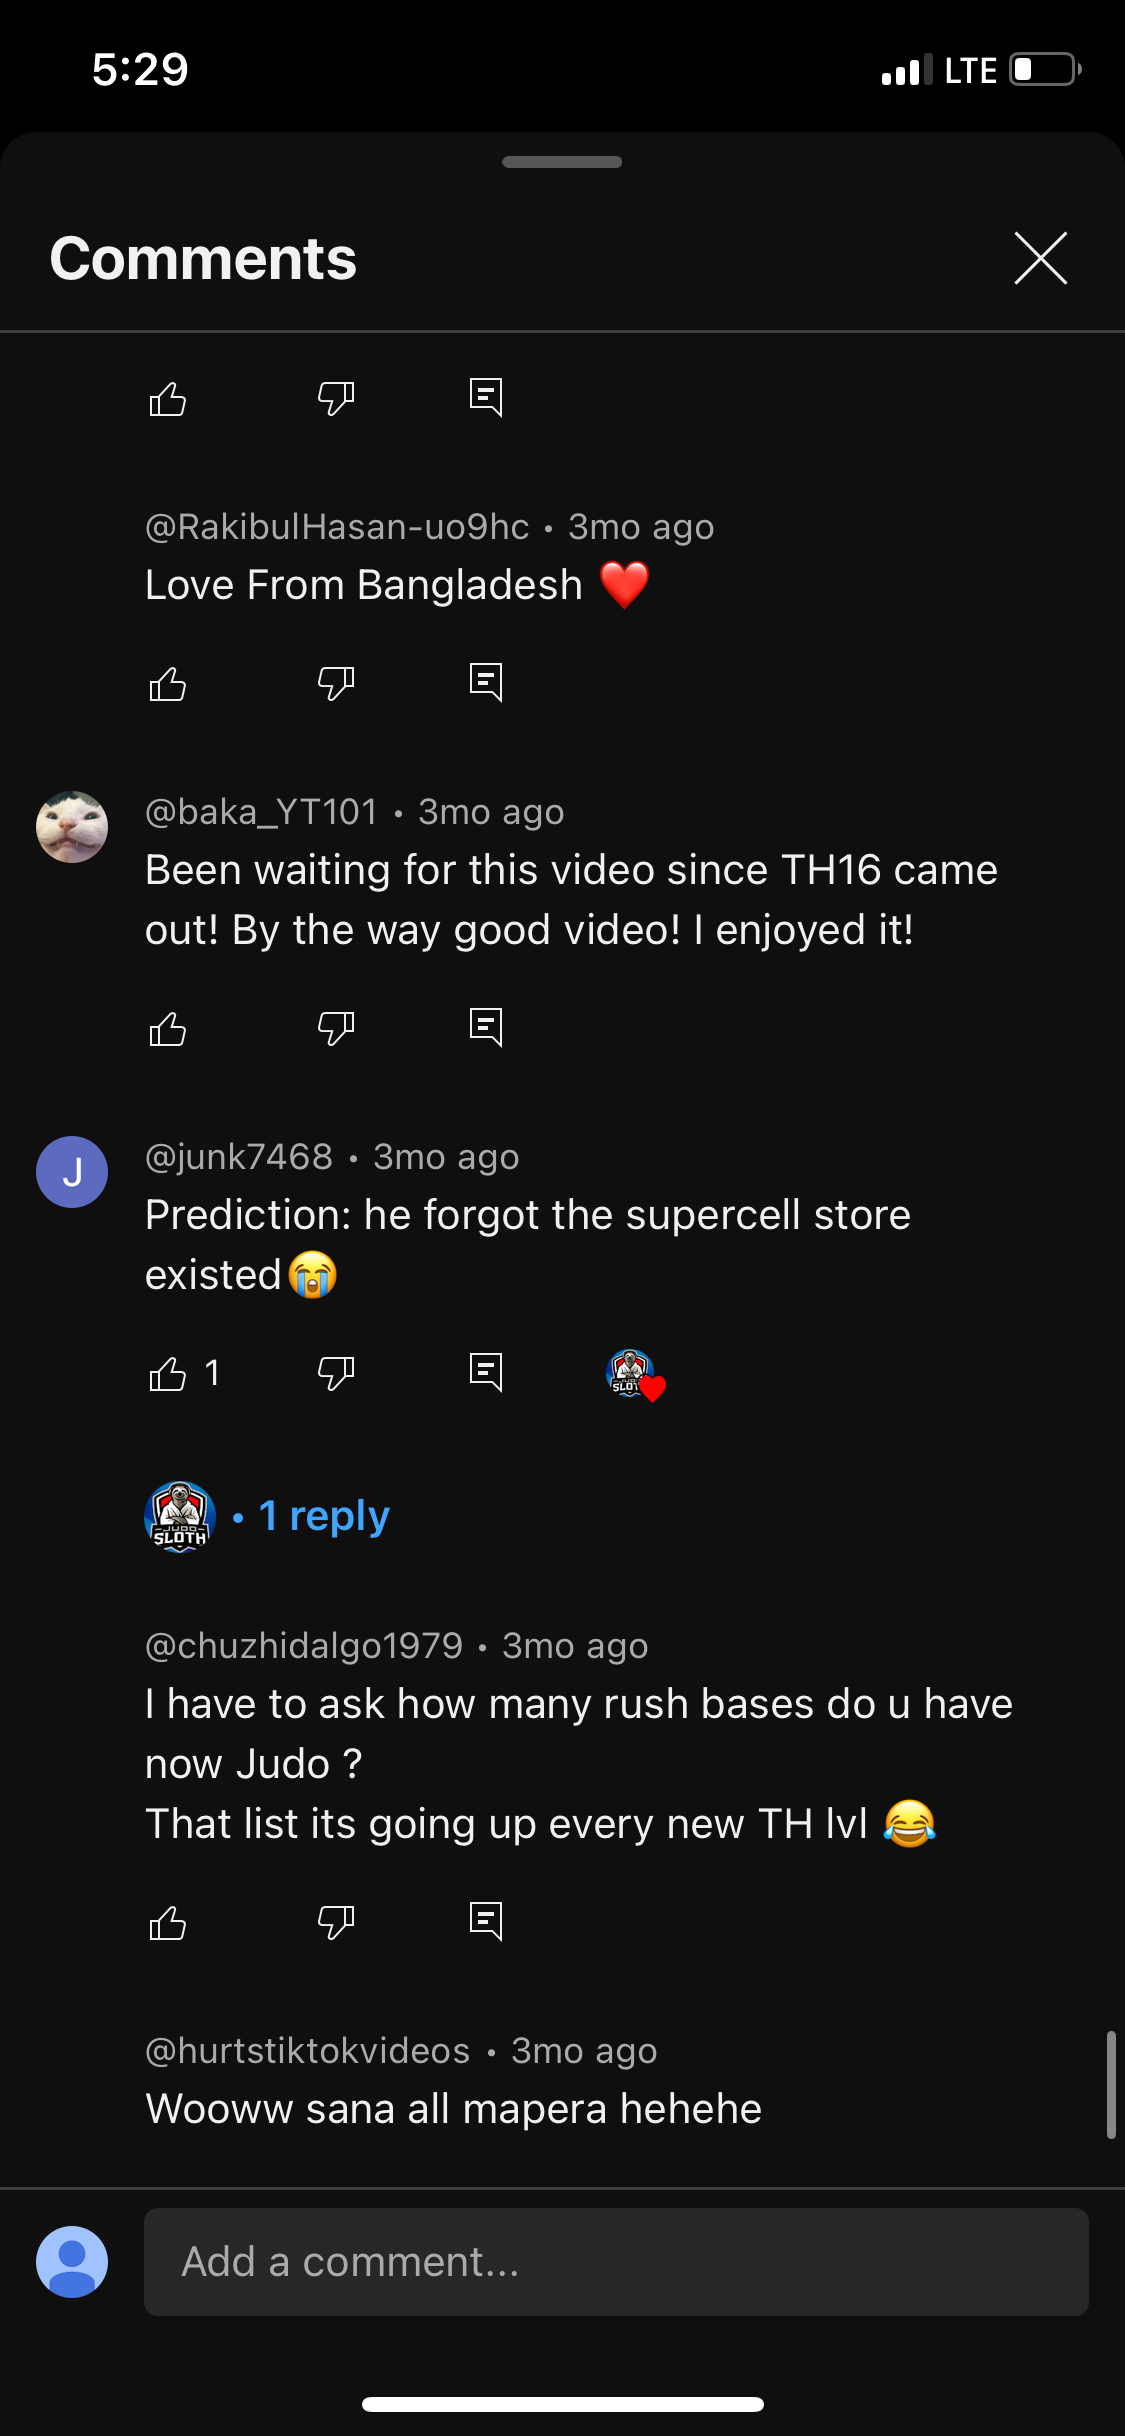 5:29
LTE
Comments
@RakibulHasan-uo9hc • 3mo ago
Love From Bangladesh ❤️
@baka_YT101 • 3mo ago
Been waiting for this video since TH16 came
out! By the way good video! I enjoyed it!
J
@junk7468 • 3mo ago
Prediction: he forgot the supercell store
existed😭
1
JUDO
SLOTH
• 1 reply
@chuzhidalgo1979 • 3mo ago
I have to ask how many rush bases do u have
now Judo ?
That list its going up every new TH lvl 😂
@hurtstiktokvideos • 3mo ago
Wooww sana all mapera hehehe
Add a comment...